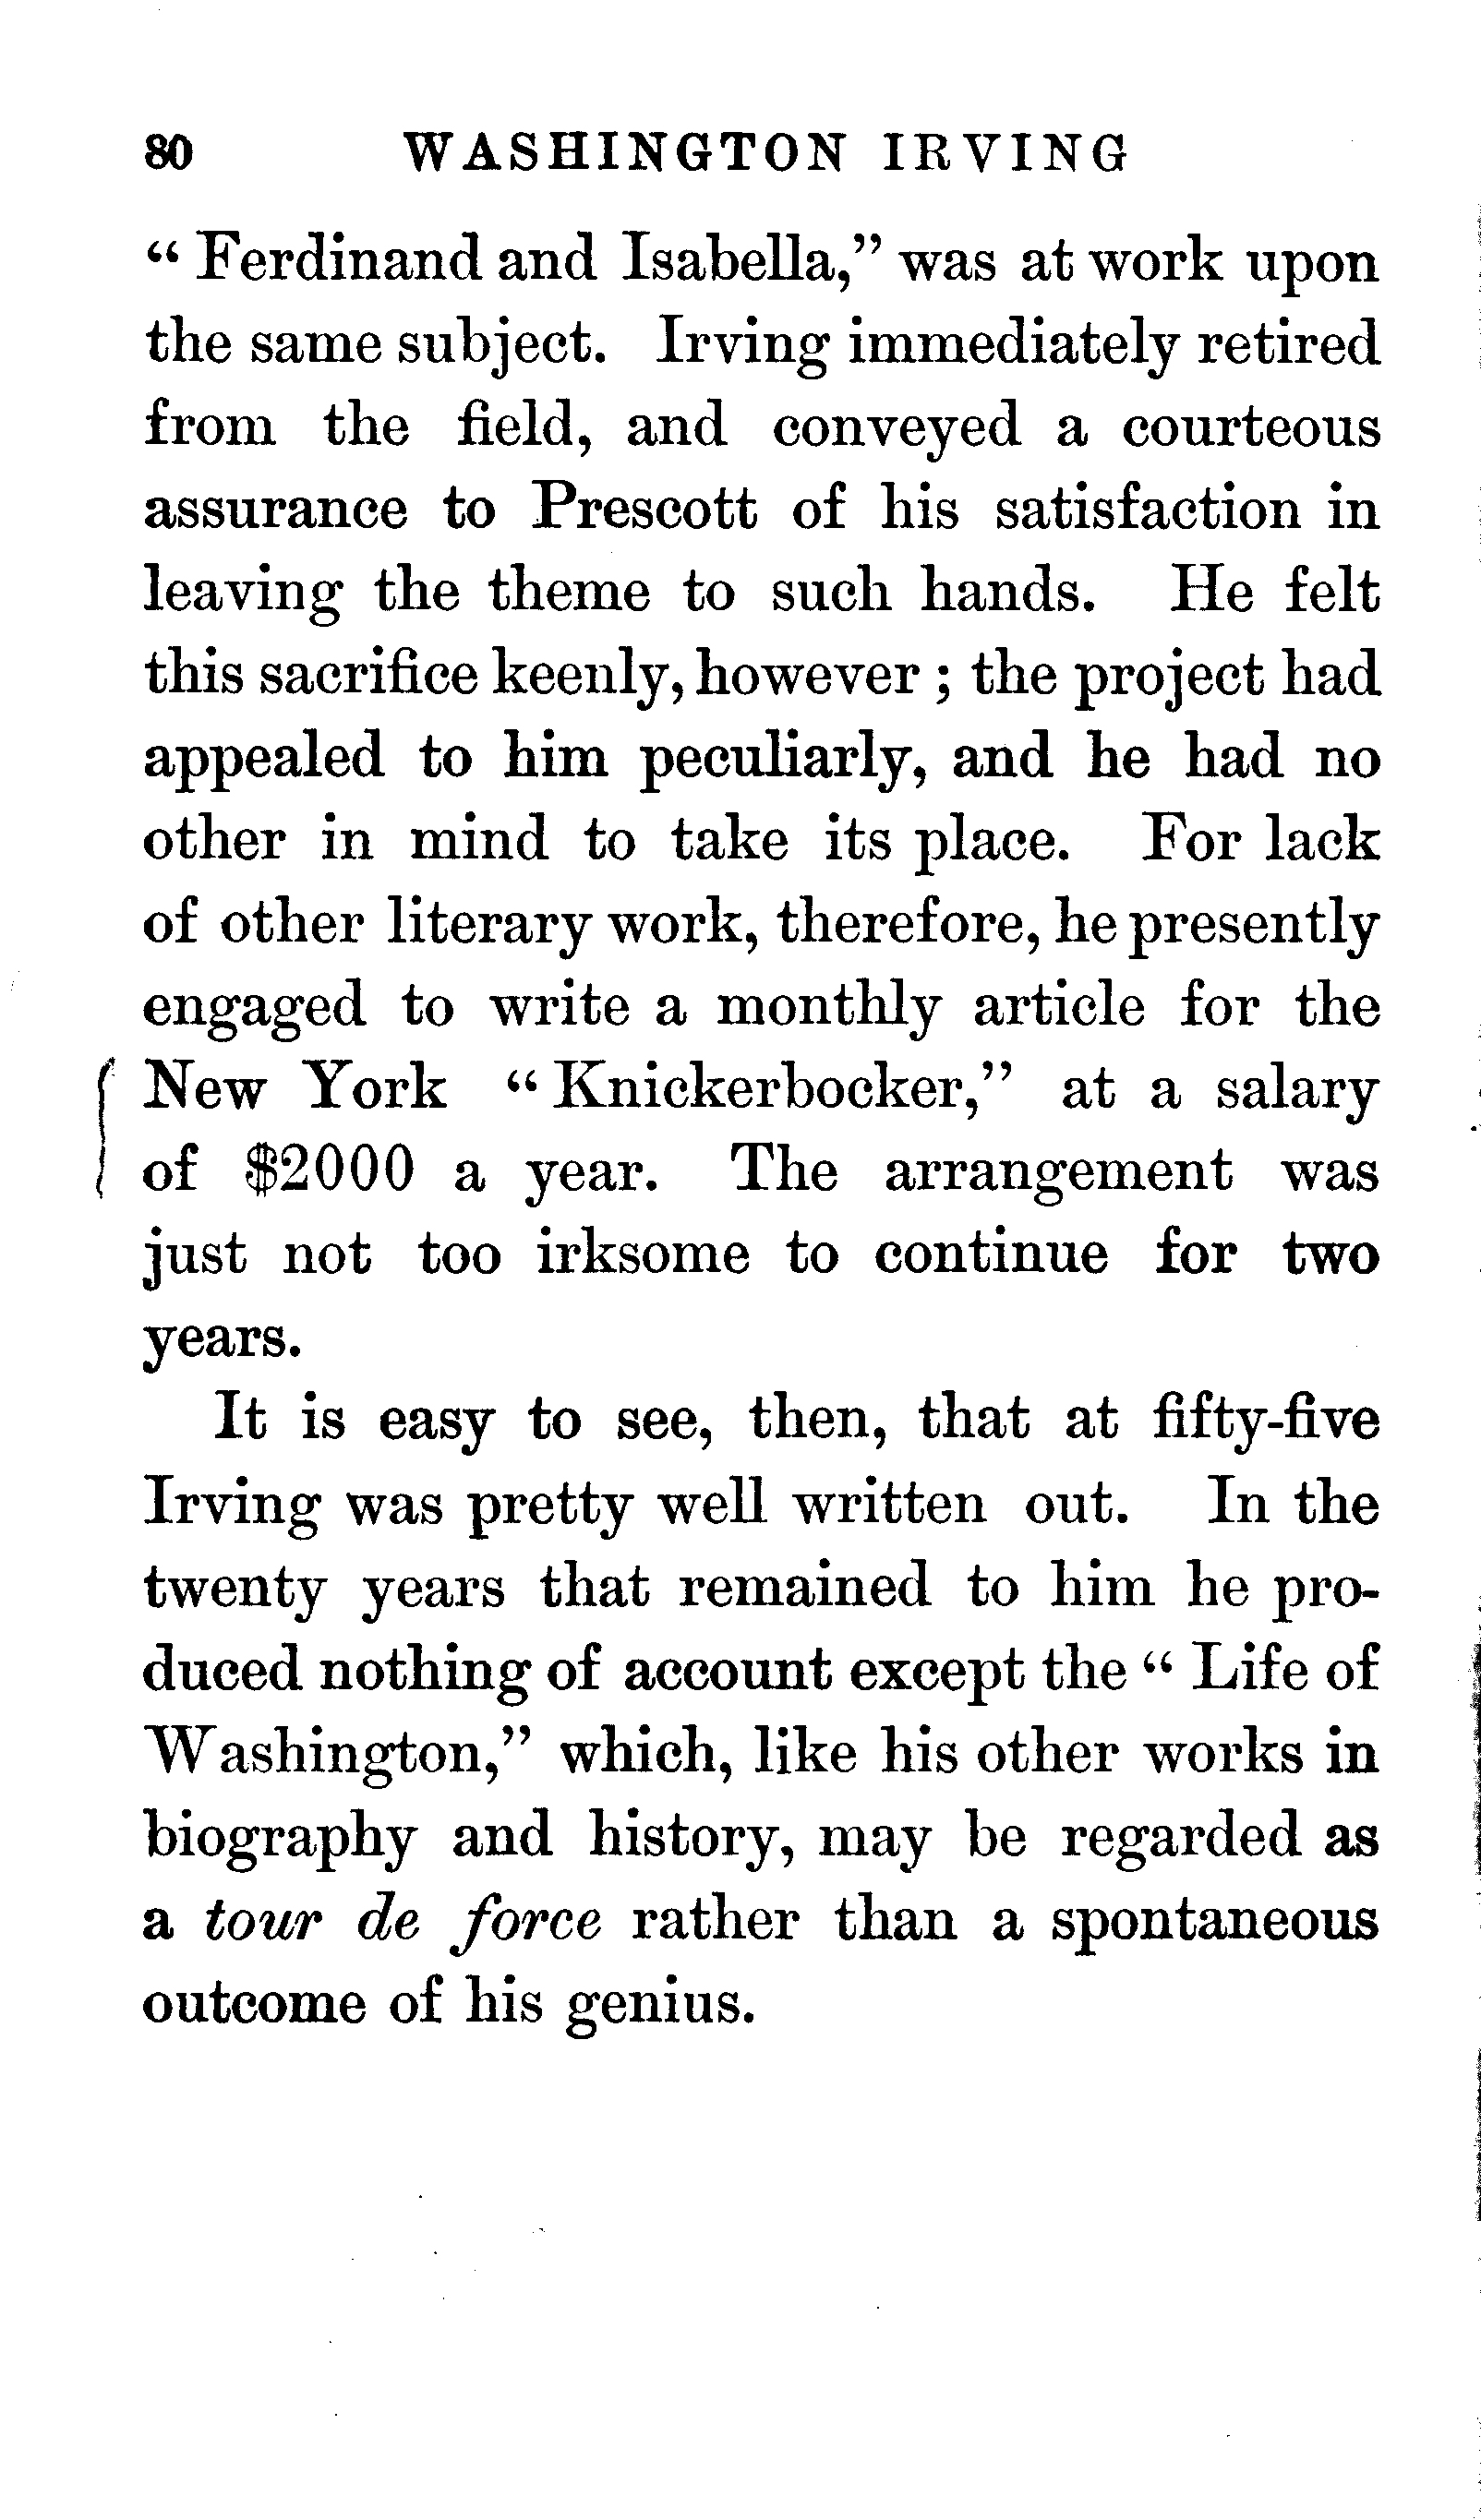 80 WASHINGTON IRVING
“ Ferdinand and Isabella,” was at work upon
the same subject. Irving immediately retired
from the field, and conveyed a courteous
assurance to Prescott of his satisfaction in
leaving the theme to such hands. He felt
this sacrifice keenly, however ; the project had
appealed to him peculiarly, and he had no
other in mind to take its place. For lack
of other literary work, therefore, he presently
engaged to write a monthly article for the
New York “ Knickerbocker,” at a salary
of $2000 a year. The arrangement was
just not too irksome to continue for two
years.
It is easy to see, then, that at fifty-five
Irving was pretty well written out. In the
twenty years that remained to him he pro-
duced nothing of account except the “ Life of
Washington,” which, like his other works in
biography and history, may be regarded as
a tour de force rather than a spontaneous
outcome of his genius.